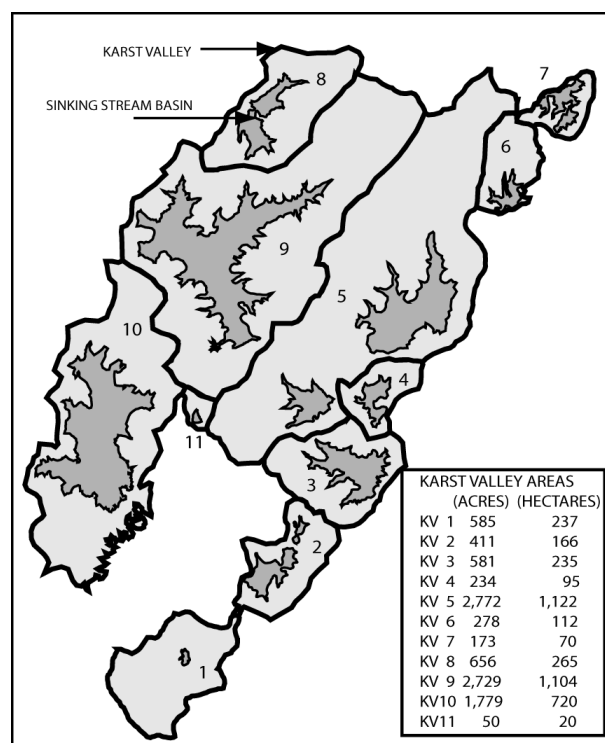 KARST VALLEY
8
7
SINKING STREAM BASIN
6
9
5
10
4
11
3
2
1
KARST VALLEY AREAS
(ACRES) (HECTARES)
KV 1 585 237
KV 2 411 166
KV 3 581 235
KV 4 234 95
KV 5 2,772 1,122
KV 6 278 112
KV 7 173 70
KV 8 656 265
KV 9 2,729 1,104
KV10 1,779 720
KV11 50 20